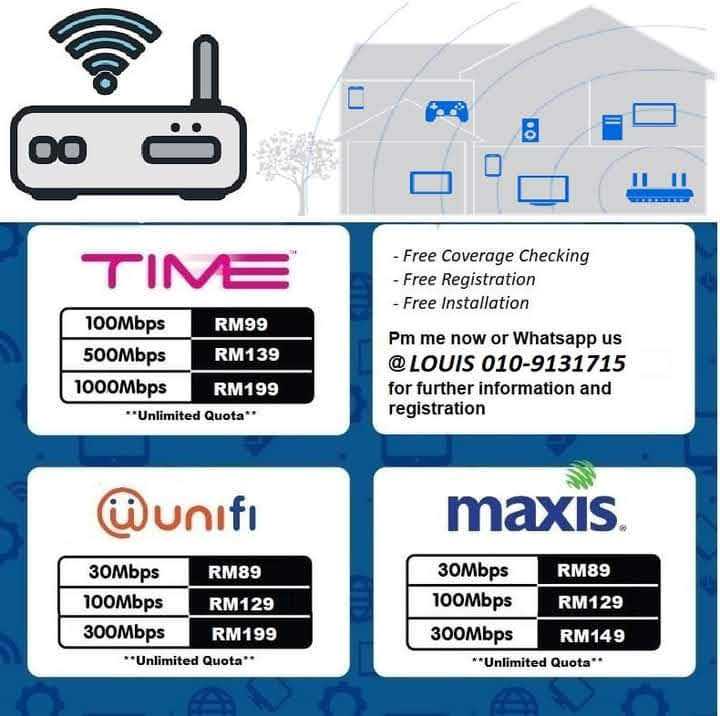 TIME™
100Mbps RM99
500Mbps RM139
1000Mbps RM199
**Unlimited Quota**
- Free Coverage Checking
- Free Registration
- Free Installation
Pm me now or Whatsapp us
@ LOUIS 010-9131715
for further information and
registration
unifi
30Mbps RM89
100Mbps RM129
300Mbps RM199
**Unlimited Quota**
maxis®
30Mbps RM89
100Mbps RM129
300Mbps RM149
**Unlimited Quota**